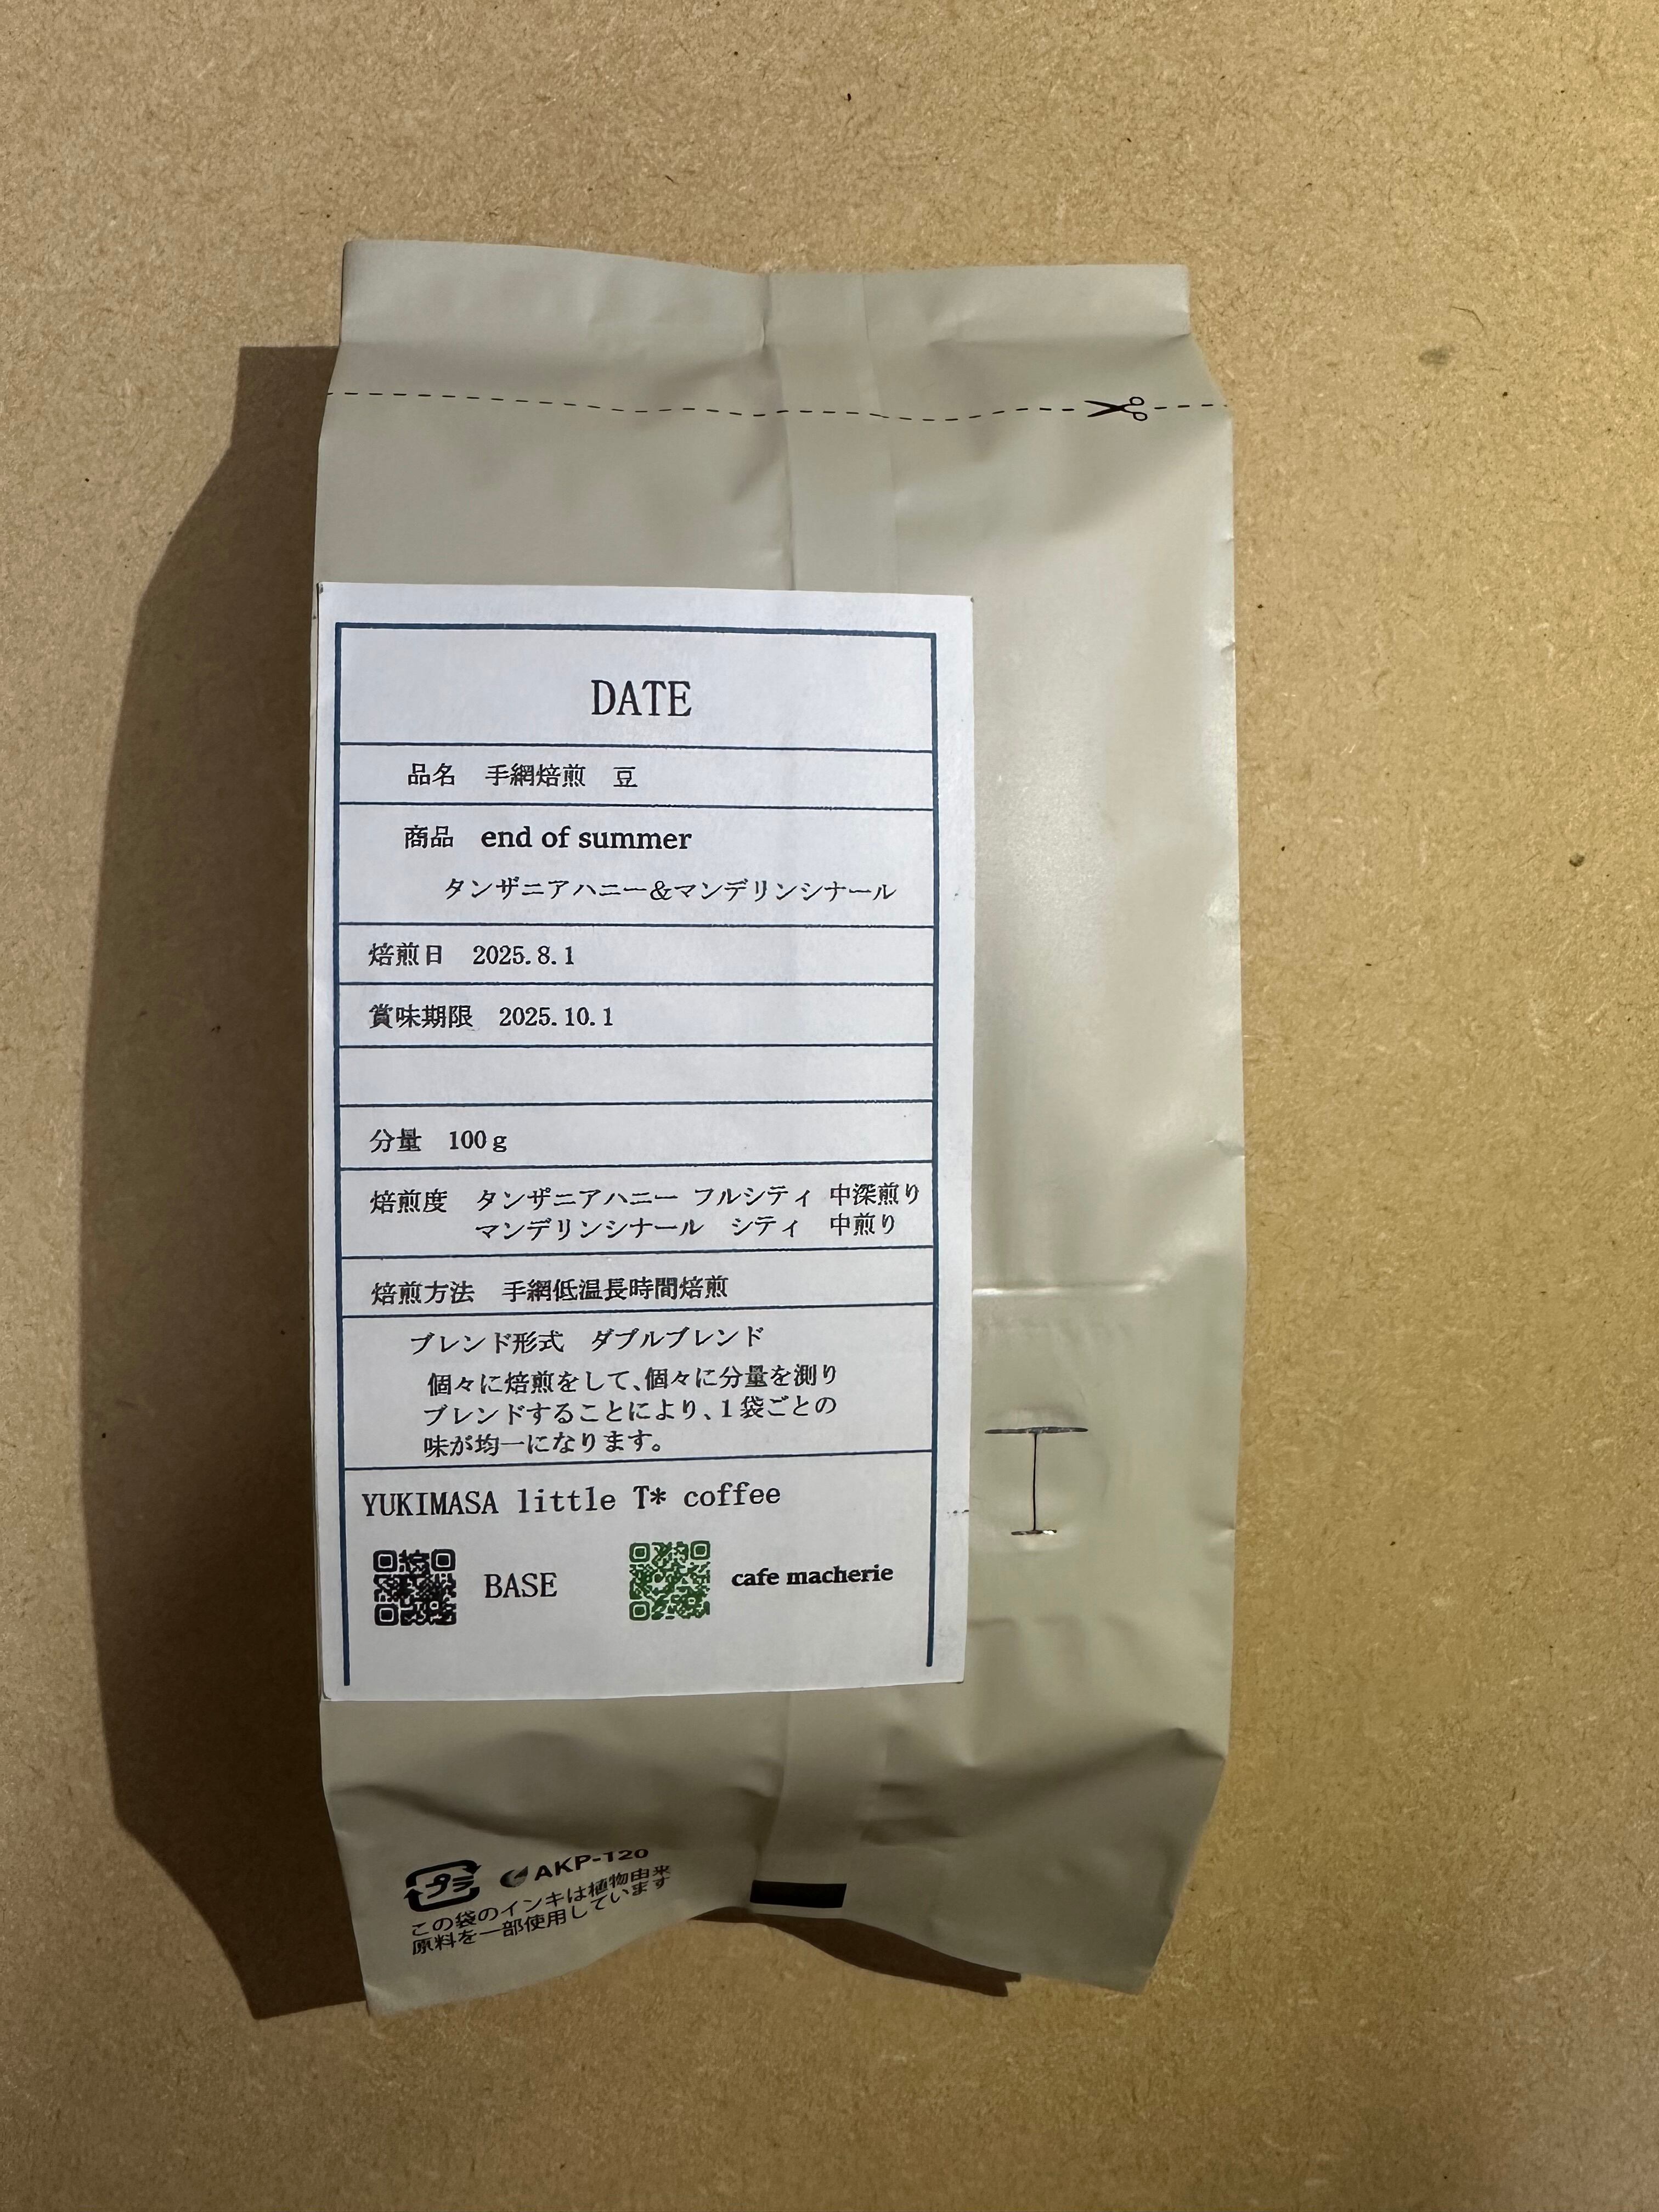 DATE
品名 手網焙煎 豆
商品 end of summer
タンザニアハニー&マンデリンシナール
焙煎日 2025.8.1
賞味期限 2025.10.1
分量 100g
焙煎度 タンザニアハニー フルシティ 中深煎り
マンデリンシナール シティ 中煎り
焙煎方法 手網低温長時間焙煎
ブレンド形式 ダブルブレンド
個々に焙煎をして、個々に分量を測り
ブレンドすることにより、1袋ごとの
味が均一になります。
YUKIMASA little T* coffee
BASE
cafe macherie
プラ
AKP-120
この袋のインキは植物由来
原料を一部使用しています